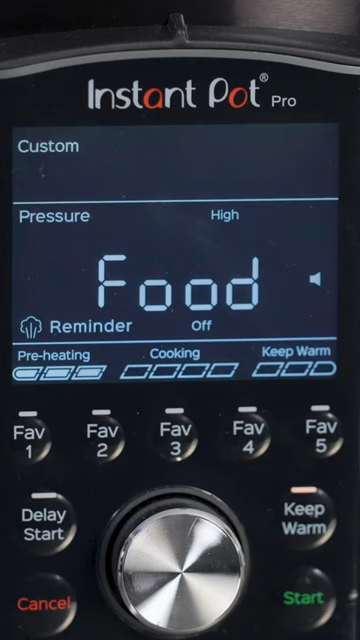 Instant Pot® Pro
Custom
Pressure High
Food
Reminder Off
Pre-heating Cooking Keep Warm
Fav 1 Fav 2 Fav 3 Fav 4 Fav 5
Delay Start Keep Warm
Cancel Start